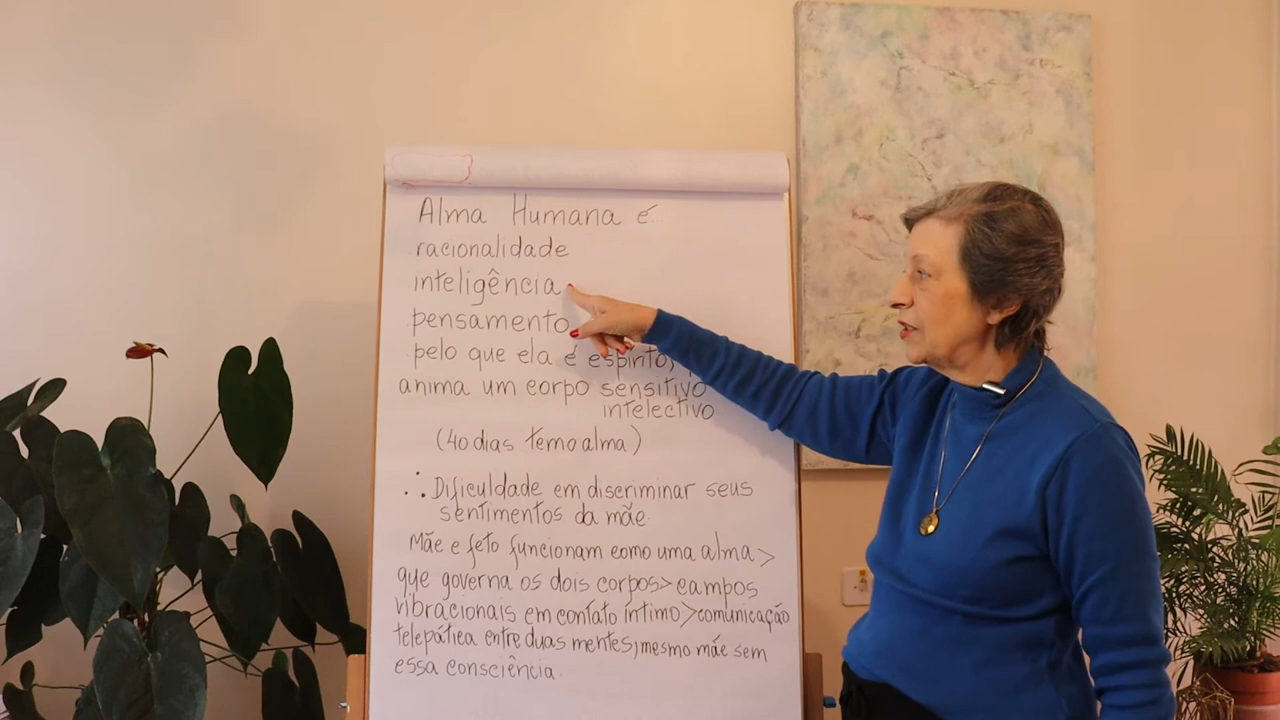 Alma Humana é...
racionalidade
inteligência
pensamento
pelo que ela é espírito,
anima um corpo sensitivo
intelectivo
(40 dias temo alma)
∴ Dificuldade em discriminar seus
sentimentos da mãe.
Mãe e feto funcionam como uma alma >
que governa os dois corpos > campos
vibracionais em contato íntimo > comunicação
telepática entre duas mentes, mesmo mãe sem
essa consciência.